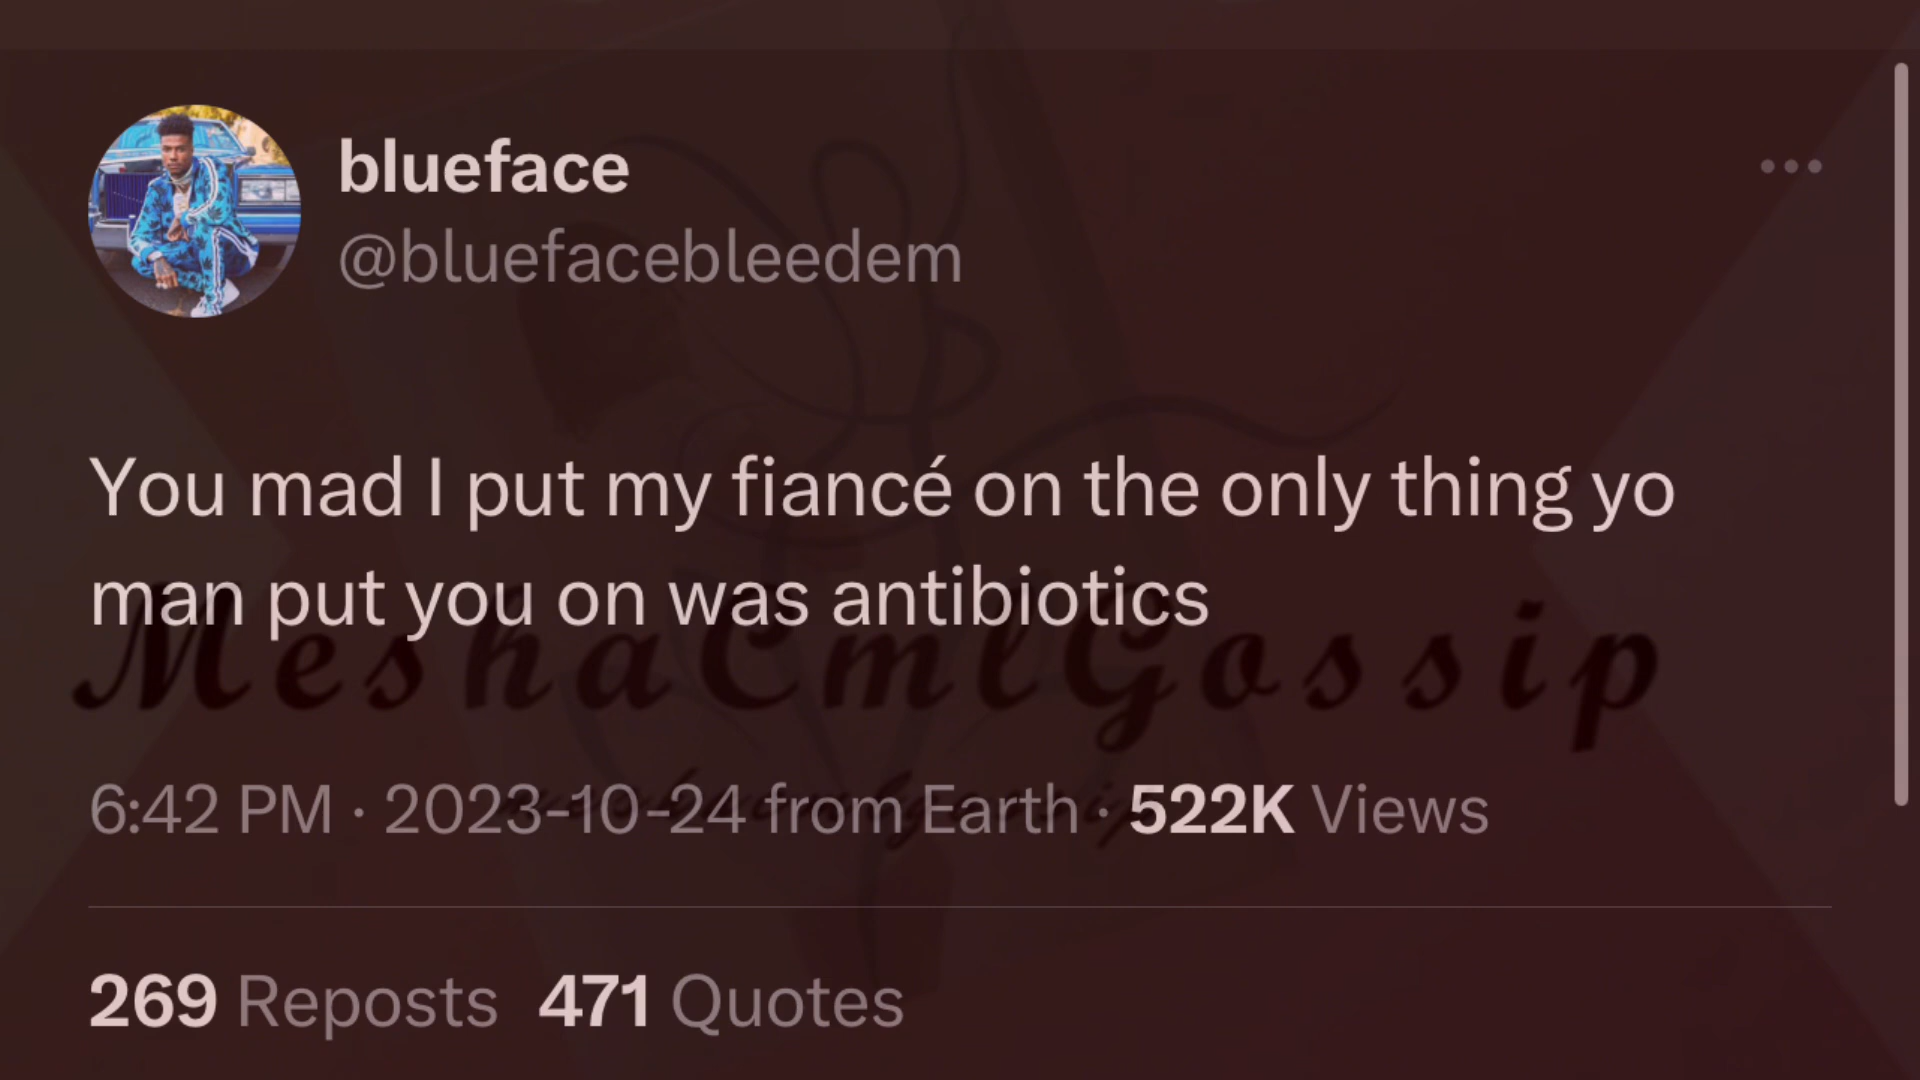 blueface
@bluefacebleedem
You mad I put my fiancé on the only thing yo
man put you on was antibiotics
MeshaCmlGossip
6:42 PM · 2023-10-24 from Earth · 522K Views
269 Reposts 471 Quotes